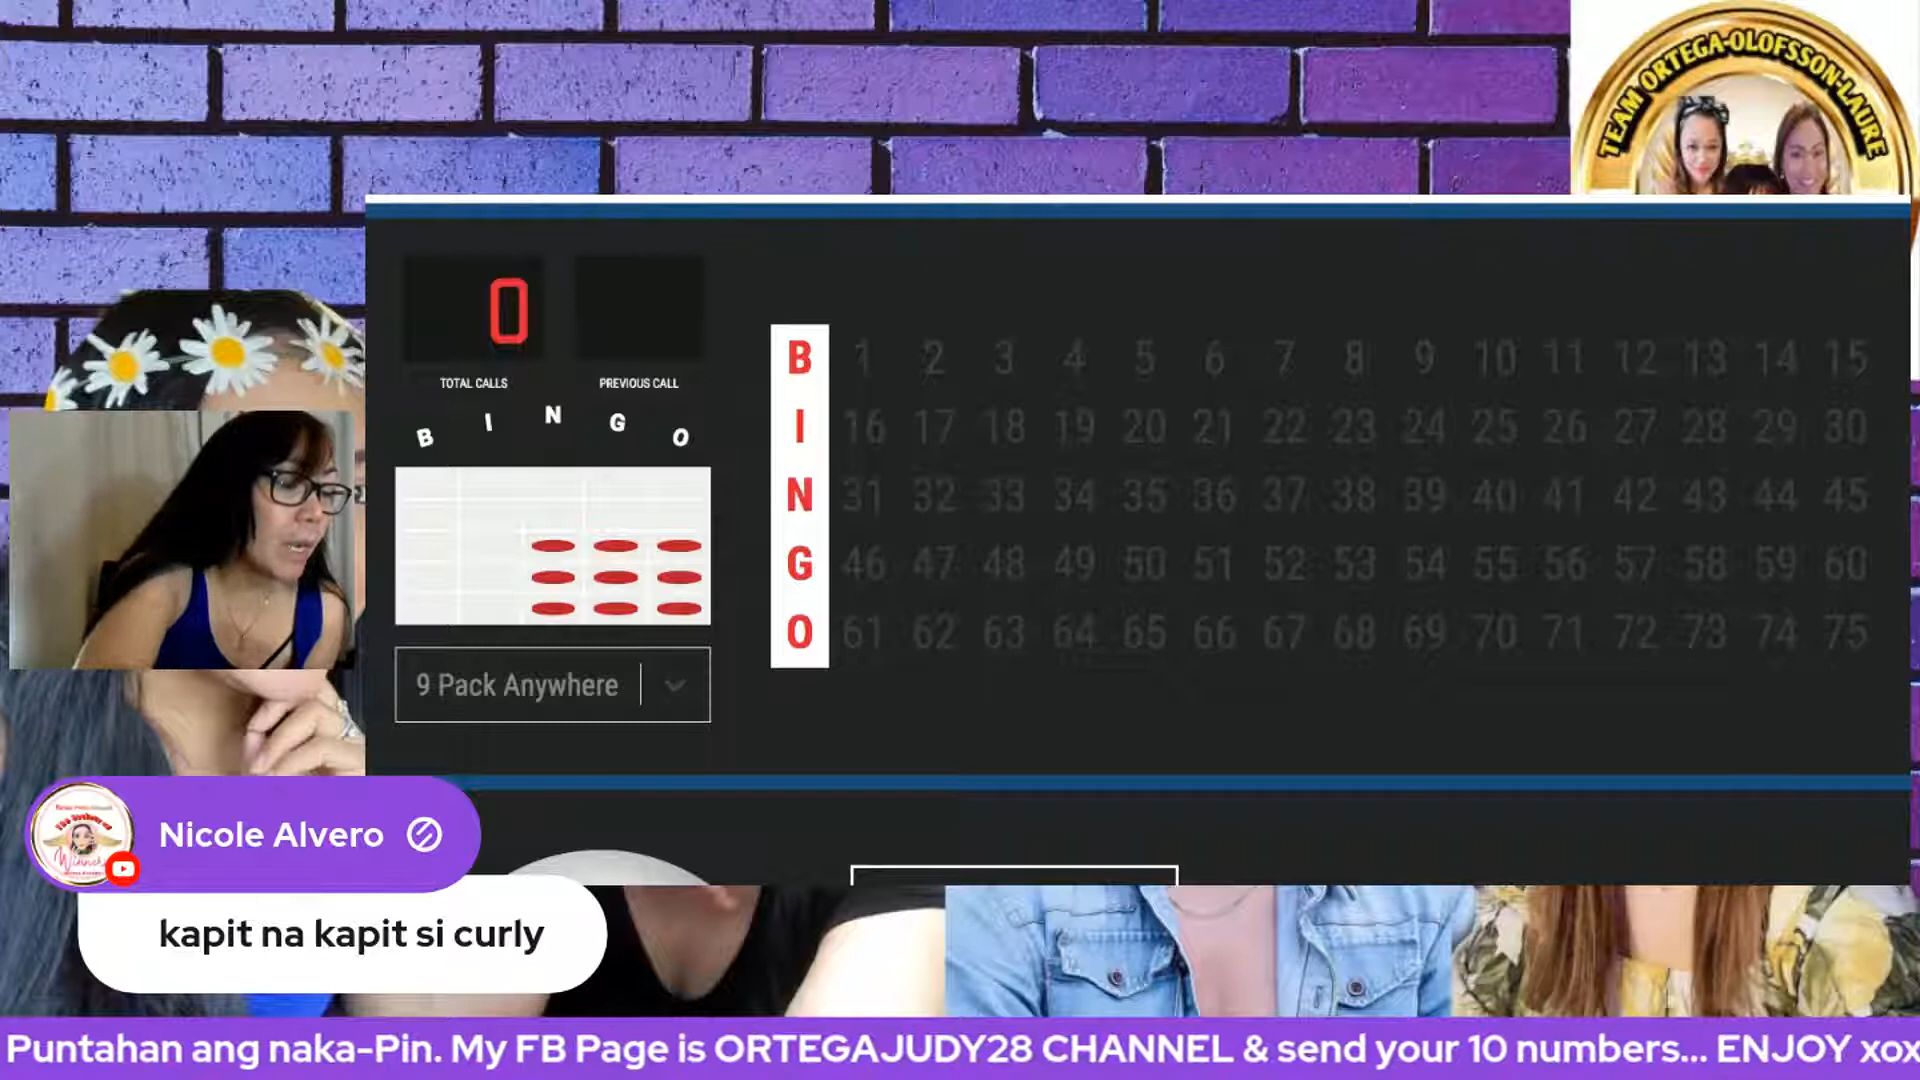 TEAM ORTEGA-OLOFSSON-LAURE
0
TOTAL CALLS
PREVIOUS CALL
B I N G O
9 Pack Anywhere
B 1 2 3 4 5 6 7 8 9 10 11 12 13 14 15
I 16 17 18 19 20 21 22 23 24 25 26 27 28 29 30
N 31 32 33 34 35 36 37 38 39 40 41 42 43 44 45
G 46 47 48 49 50 51 52 53 54 55 56 57 58 59 60
O 61 62 63 64 65 66 67 68 69 70 71 72 73 74 75
Nicole Alvero
kapit na kapit si curly
Puntahan ang naka-Pin. My FB Page is ORTEGAJUDY28 CHANNEL & send your 10 numbers... ENJOY xox